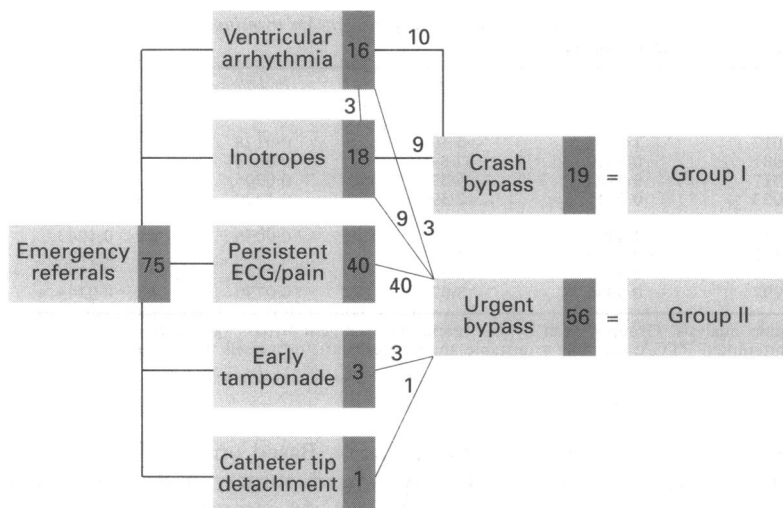 Ventricular
arrhythmia
16
10
3
Inotropes
18
9
Crash
bypass
19
=
Group I
9
3
Emergency
referrals
75
Persistent
ECG/pain
40
40
Urgent
bypass
56
=
Group II
Early
tamponade
3
3
1
Catheter tip
detachment
1